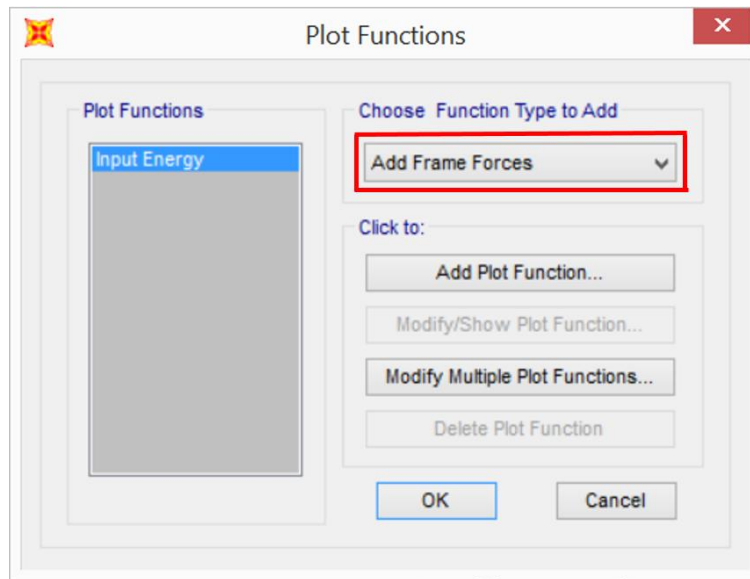 Plot Functions
Plot Functions
Input Energy
Choose Function Type to Add
Add Frame Forces
Click to:
Add Plot Function...
Modify/Show Plot Function...
Modify Multiple Plot Functions...
Delete Plot Function
OK
Cancel